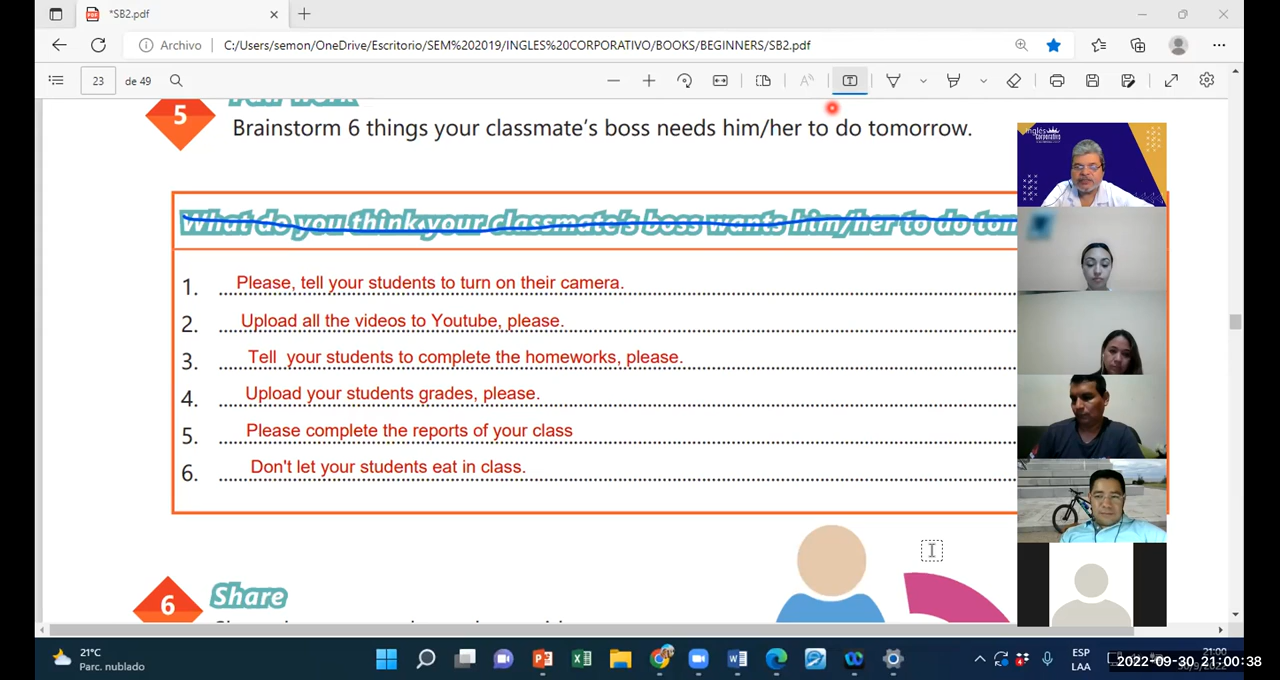 *SB2.pdf
Archivo
C:/Users/semon/OneDrive/Escritorio/SEM%202019/INGLES%20CORPORATIVO/BOOKS/BEGINNERS/SB2.pdf
23 de 49
5
Brainstorm 6 things your classmate's boss needs him/her to do tomorrow.
What do you think your classmate's boss wants him/her to do
1. Please, tell your students to turn on their camera.
2. Upload all the videos to Youtube, please.
3. Tell your students to complete the homeworks, please.
4. Upload your students grades, please.
5. Please complete the reports of your class
6. Don't let your students eat in class.
Inglés
Corporativo
6 Share
21°C
Parc. nublado
ESP
LAA
21:00
2022-09-30 21:00:38